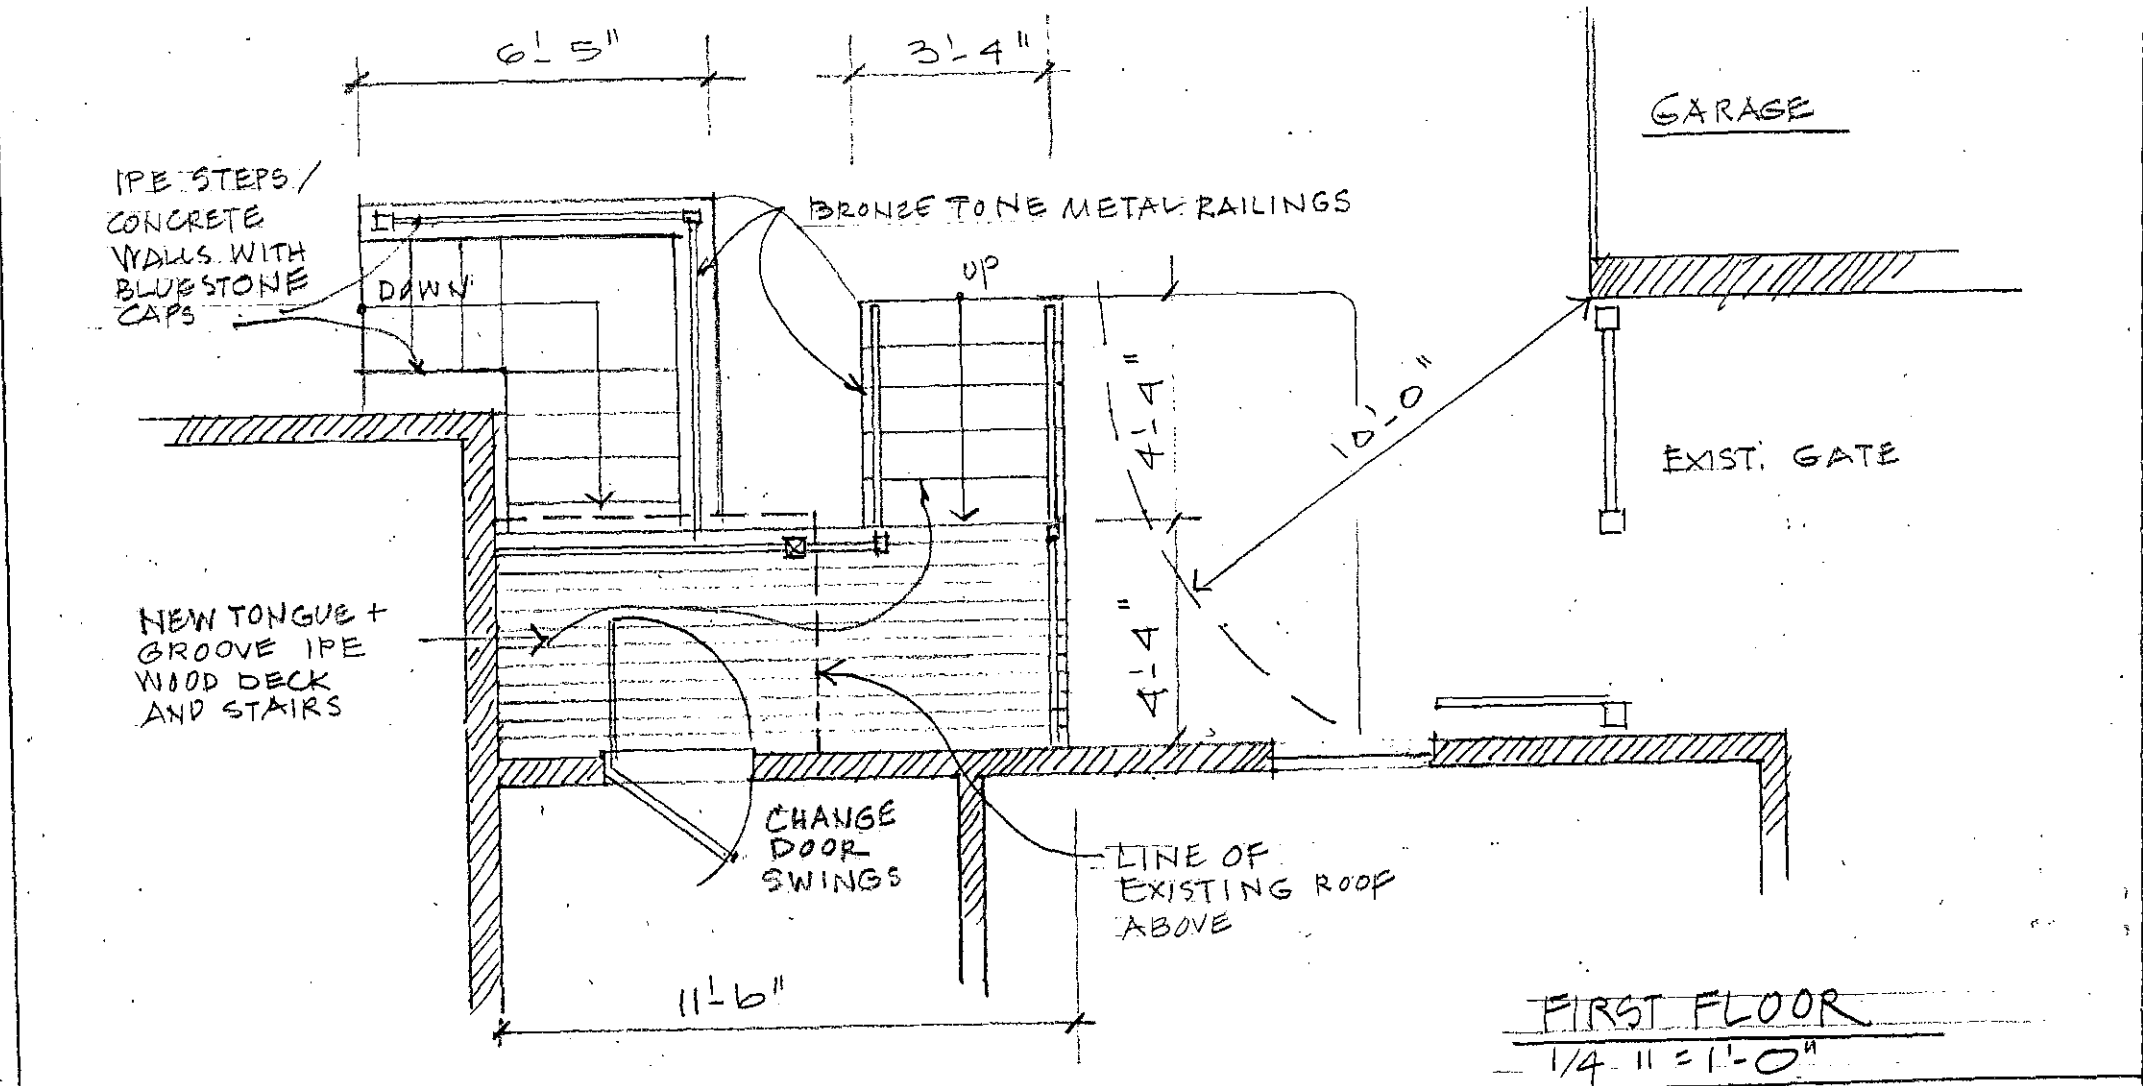 6'-5"
3'-4"
GARAGE
IPE STEPS/
CONCRETE
WALLS WITH
BLUESTONE
CAPS
BRONZE TONE METAL RAILINGS
DOWN
UP
4'-4"
10'-0"
EXIST. GATE
NEW TONGUE +
GROOVE IPE
WOOD DECK
AND STAIRS
4'-4"
CHANGE
DOOR
SWINGS
LINE OF
EXISTING ROOF
ABOVE
11'-6"
FIRST FLOOR
1/4" = 1'-0"